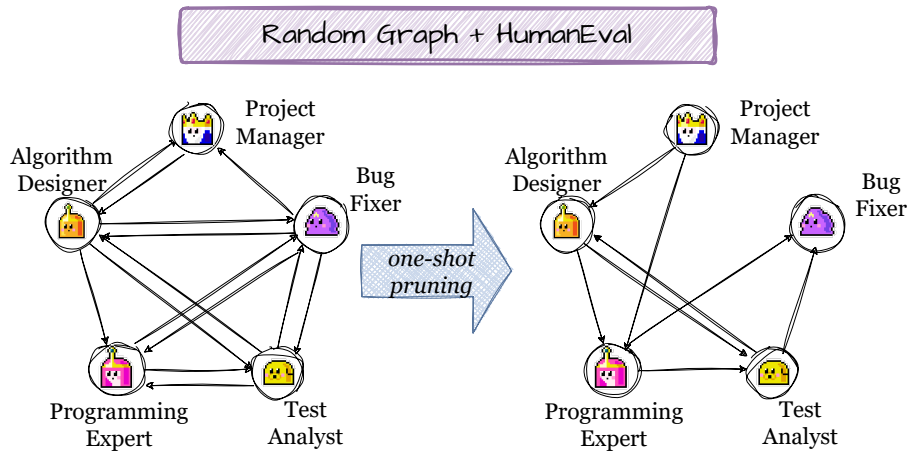 Random Graph + HumanEval
Project
Manager
Algorithm
Designer
Bug
Fixer
Programming
Expert
Test
Analyst
one-shot
pruning
Project
Manager
Algorithm
Designer
Bug
Fixer
Programming
Expert
Test
Analyst